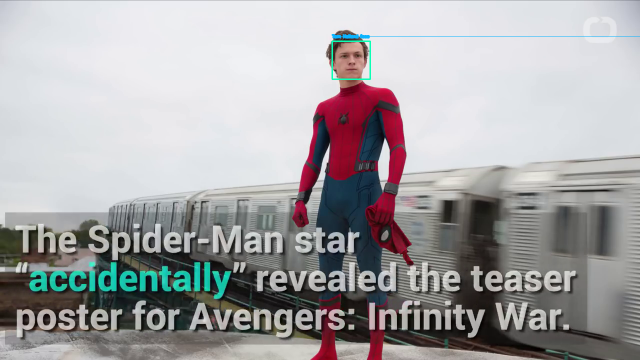 The Spider-Man star
“accidentally” revealed the teaser
poster for Avengers: Infinity War.